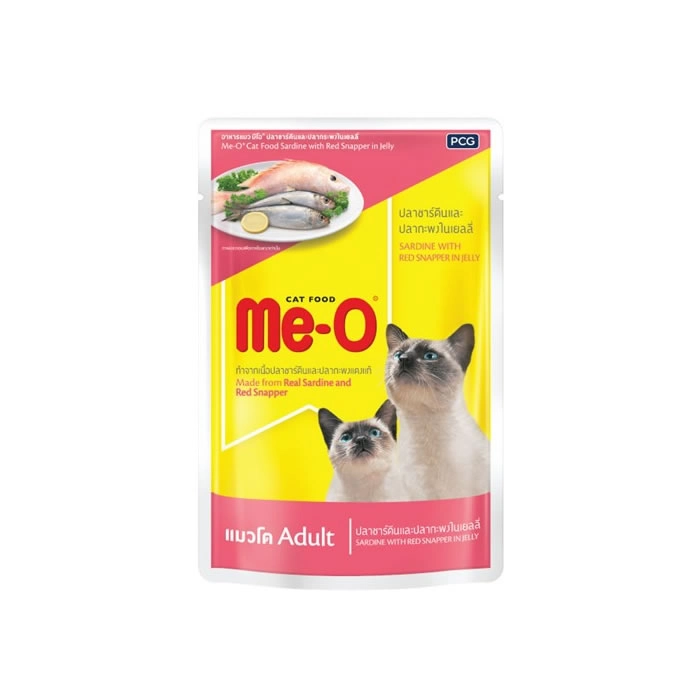 อาหารแมว มีโอ® ปลาซาร์ดีนและปลากระพงในเยลลี่
Me-O® Cat Food Sardine with Red Snapper in Jelly
PCG
ปลาซาร์ดีนและ
ปลากะพงในเยลลี่
SARDINE WITH
RED SNAPPER IN JELLY
CAT FOOD
Me-O®
ทำจากเนื้อปลาซาร์ดีนและปลากะพงแดงแท้
Made from Real Sardine and
Red Snapper
แมวโต Adult
ปลาซาร์ดีนและปลากะพงในเยลลี่
SARDINE WITH RED SNAPPER IN JELLY